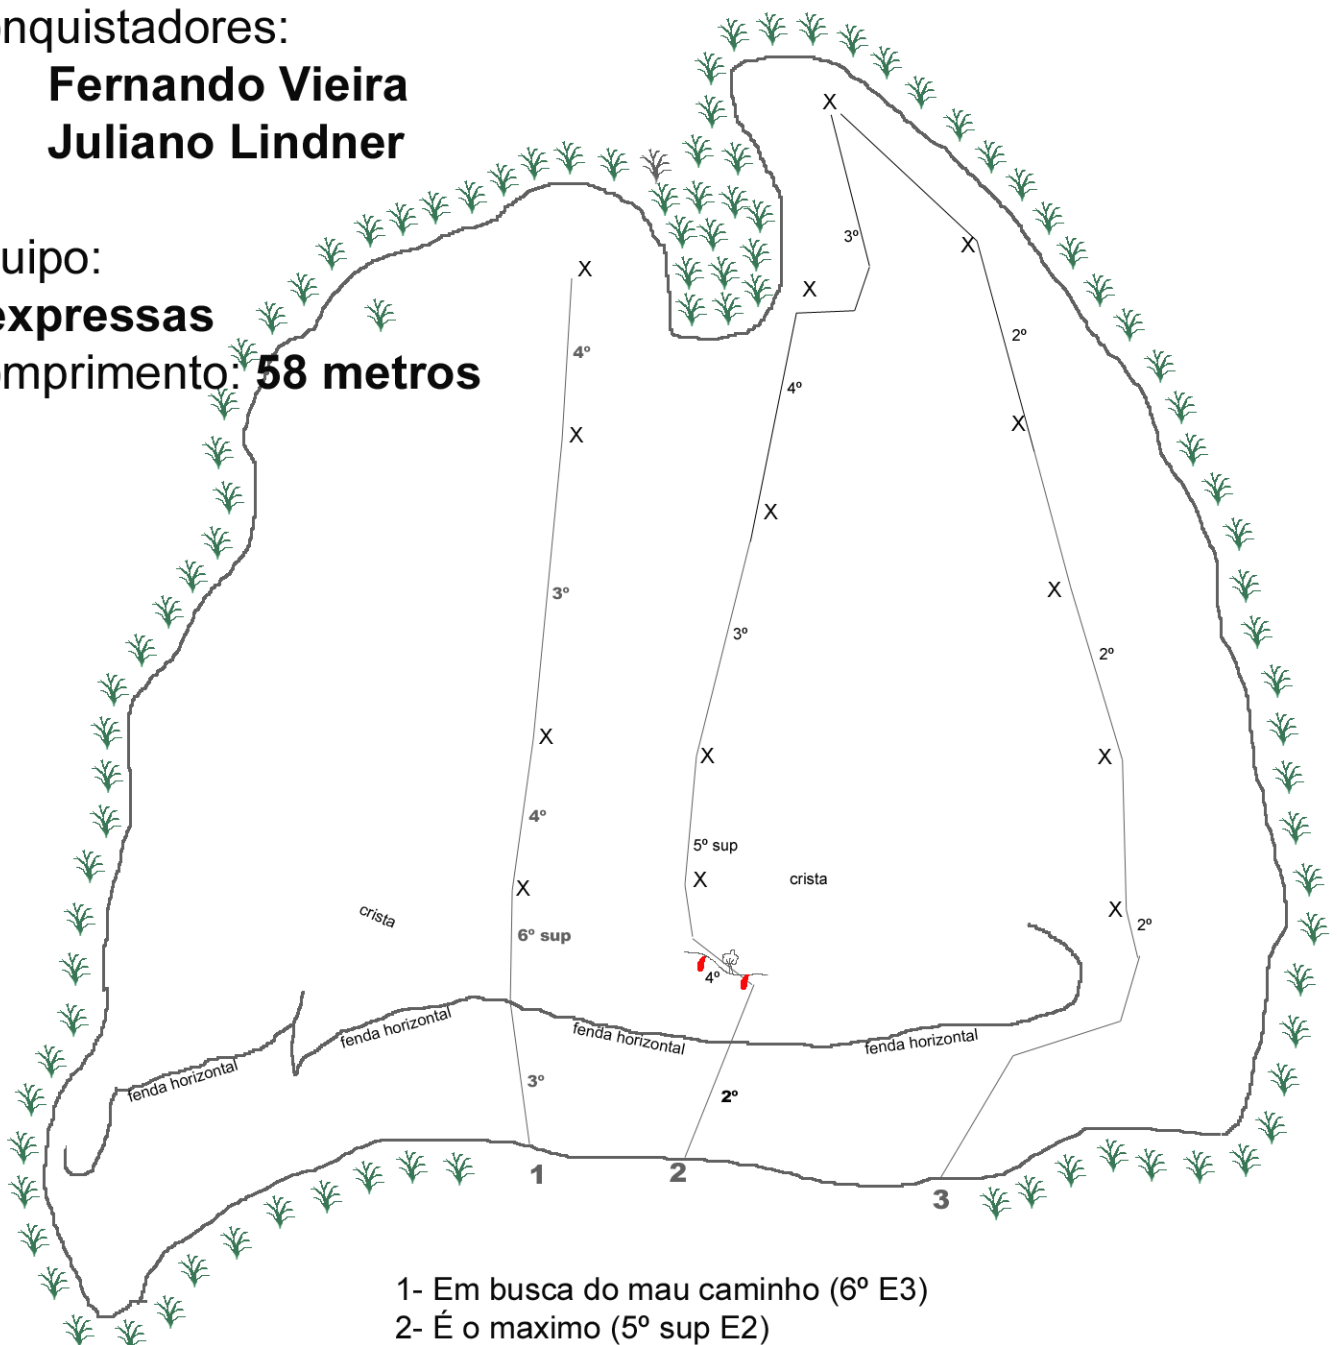 onquistadores:
Fernando Vieira
Juliano Lindner
uipo:
expressas
omprimento: 58 metros
X
X
3º
X
X
X
4º
2º
4º
X
X
X
3º
X
3º
2º
X
X
X
4º
5º sup
X
crista
X
crista
X
2º
6º sup
4º
fenda horizontal
fenda horizontal
fenda horizontal
fenda horizontal
3º
2º
1
2
3
1- Em busca do mau caminho (6º E3)
2- É o maximo (5º sup E2)